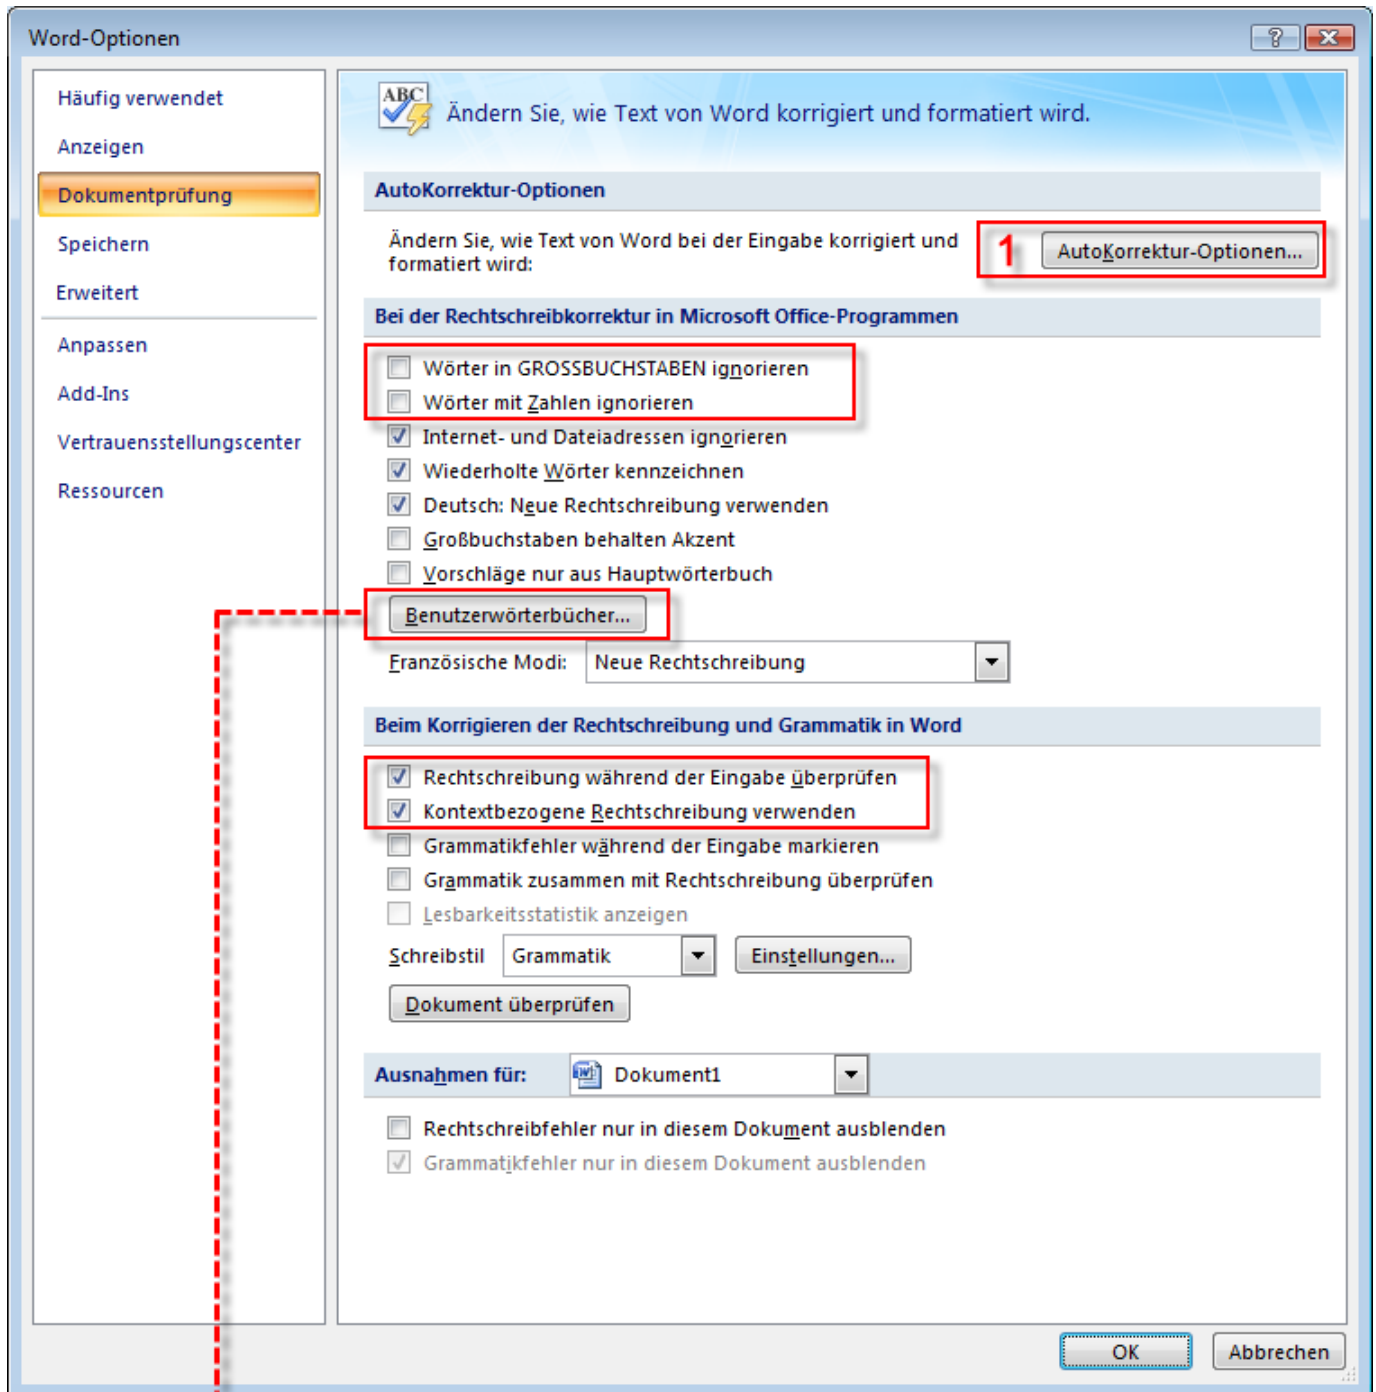 Word-Optionen
Häufig verwendet
Anzeigen
Dokumentprüfung
Speichern
Erweitert
Anpassen
Add-Ins
Vertrauensstellungscenter
Ressourcen
ABC
Ändern Sie, wie Text von Word korrigiert und formatiert wird.
AutoKorrektur-Optionen
Ändern Sie, wie Text von Word bei der Eingabe korrigiert und
formatiert wird:
1 AutoKorrektur-Optionen...
Bei der Rechtschreibkorrektur in Microsoft Office-Programmen
Wörter in GROSSBUCHSTABEN ignorieren
Wörter mit Zahlen ignorieren
Internet- und Dateiadressen ignorieren
Wiederholte Wörter kennzeichnen
Deutsch: Neue Rechtschreibung verwenden
Großbuchstaben behalten Akzent
Vorschläge nur aus Hauptwörterbuch
Benutzerwörterbücher...
Französische Modi: Neue Rechtschreibung
Beim Korrigieren der Rechtschreibung und Grammatik in Word
Rechtschreibung während der Eingabe überprüfen
Kontextbezogene Rechtschreibung verwenden
Grammatikfehler während der Eingabe markieren
Grammatik zusammen mit Rechtschreibung überprüfen
Lesbarkeitsstatistik anzeigen
Schreibstil Grammatik Einstellungen...
Dokument überprüfen
Ausnahmen für: Dokument1
Rechtschreibfehler nur in diesem Dokument ausblenden
Grammatikfehler nur in diesem Dokument ausblenden
OK Abbrechen